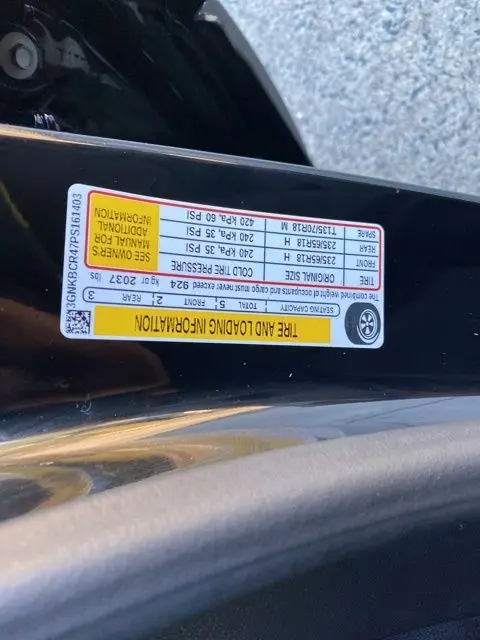 TIRE AND LOADING INFORMATION
SEATING CAPACITY TOTAL 5 FRONT 2 REAR 3
The combined weight of occupants and cargo must never exceed 924 kg or 2037 lbs
TIRE ORIGINAL SIZE COLD TIRE PRESSURE
FRONT 235/65R18 H 240 kPa, 35 PSI
REAR 235/65R18 H 240 kPa, 35 PSI
SPARE T135/70R18 M 420 kPa, 60 PSI
SEE OWNER'S
MANUAL FOR
ADDITIONAL
INFORMATION
3GNKBCR47PS161403